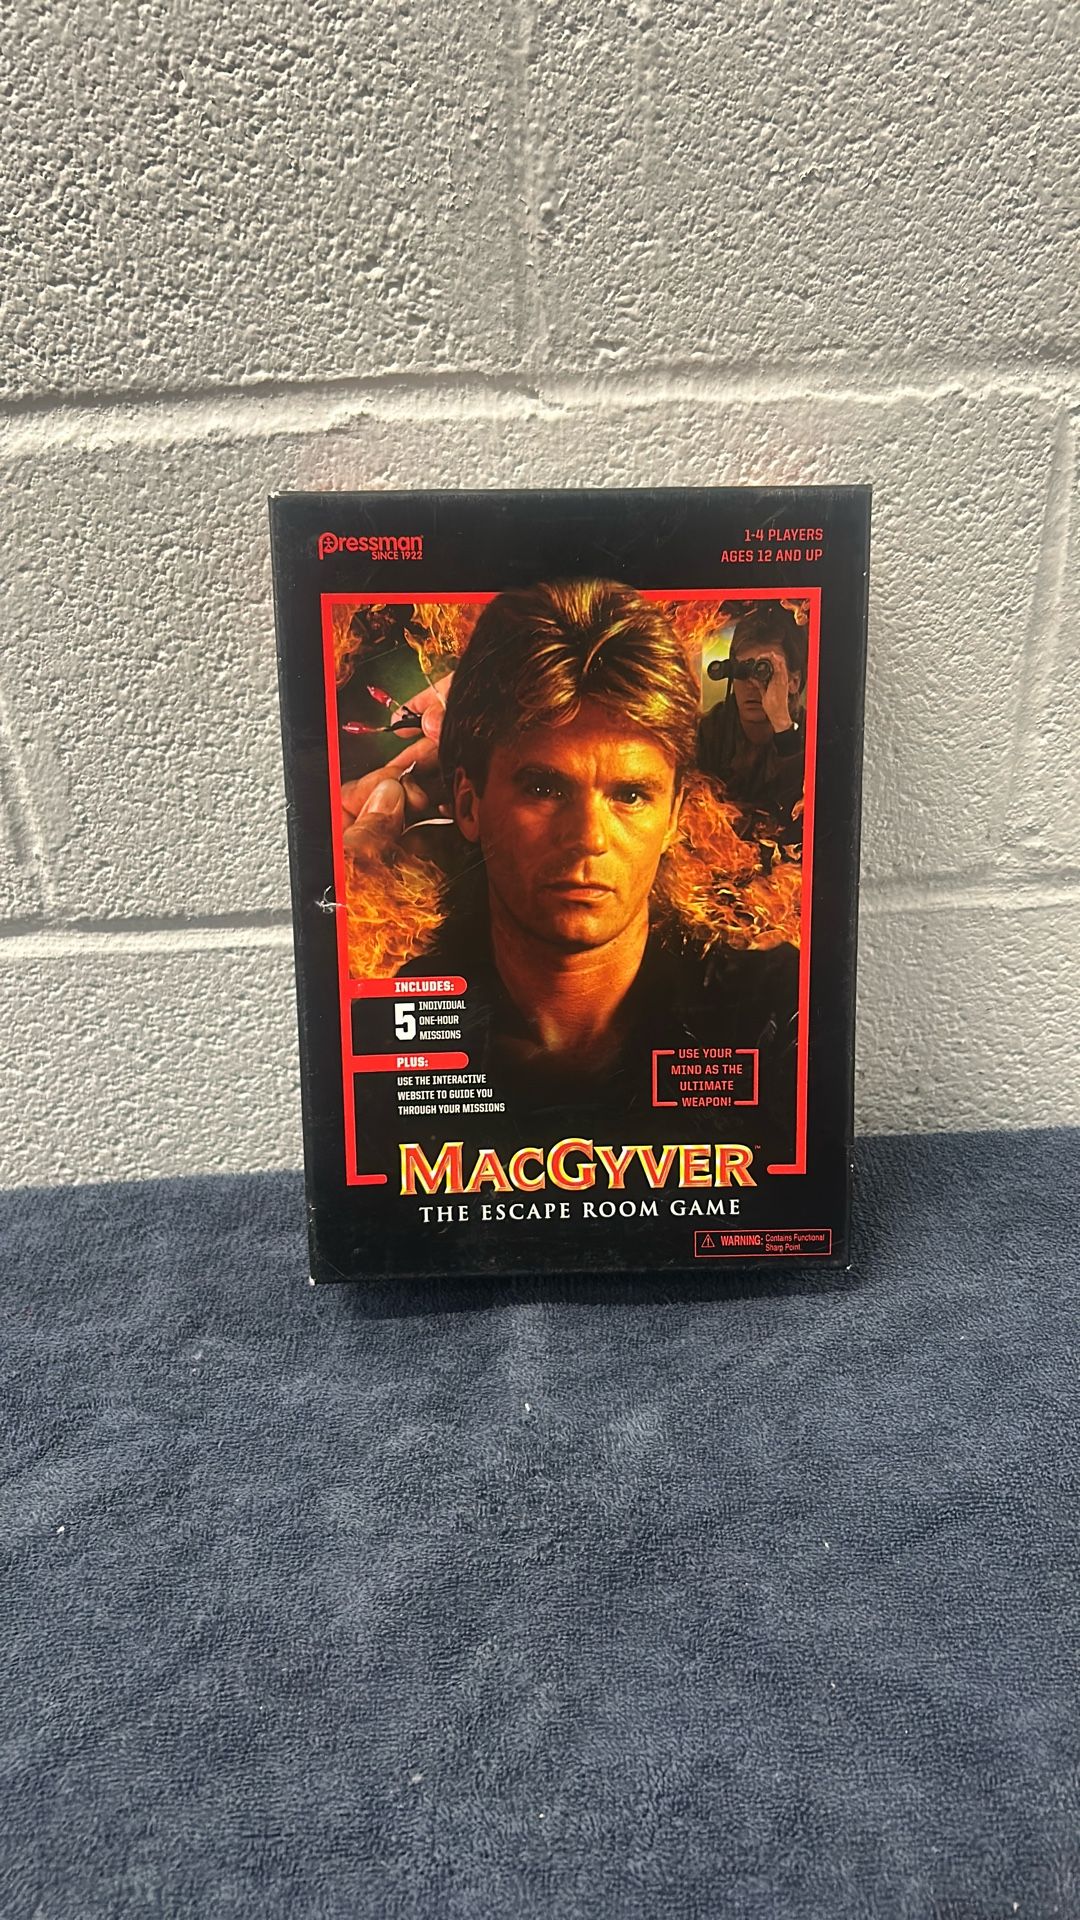 Pressman
SINCE 1922
1-4 PLAYERS
AGES 12 AND UP
INCLUDES:
5 INDIVIDUAL
ONE-HOUR
MISSIONS
PLUS:
USE THE INTERACTIVE
WEBSITE TO GUIDE YOU
THROUGH YOUR MISSIONS
USE YOUR
MIND AS THE
ULTIMATE
WEAPON!
MACGYVER™
THE ESCAPE ROOM GAME
WARNING: Contains Functional
Sharp Point.